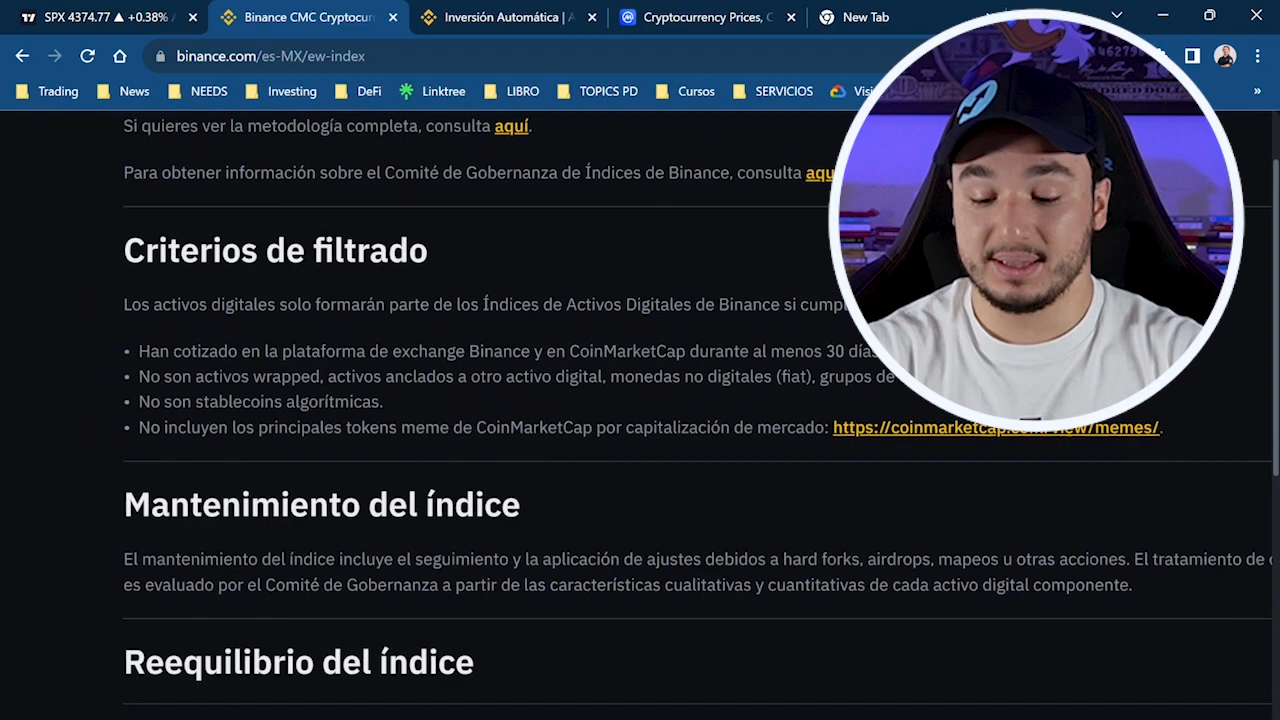 SPX 4374.77 ▲ +0.38%
Binance CMC Cryptocurr
Inversión Automática | A
Cryptocurrency Prices, C
New Tab
binance.com/es-MX/ew-index
Trading
News
NEEDS
Investing
DeFi
Linktree
LIBRO
TOPICS PD
Cursos
SERVICIOS
»
Si quieres ver la metodología completa, consulta aquí.
Para obtener información sobre el Comité de Gobernanza de Índices de Binance, consulta
Criterios de filtrado
Los activos digitales solo formarán parte de los Índices de Activos Digitales de Binance si
• Han cotizado en la plataforma de exchange Binance y en CoinMarketCap durante al menos 30 días
• No son activos wrapped, activos anclados a otro activo digital, monedas no digitales (fiat), grupos de
• No son stablecoins algorítmicas.
• No incluyen los principales tokens meme de CoinMarketCap por capitalización de mercado: https://coinmarketcap.com/view/memes/.
Mantenimiento del índice
El mantenimiento del índice incluye el seguimiento y la aplicación de ajustes debidos a hard forks, airdrops, mapeos u otras acciones. El tratamiento de
es evaluado por el Comité de Gobernanza a partir de las características cualitativas y cuantitativas de cada activo digital componente.
Reequilibrio del índice